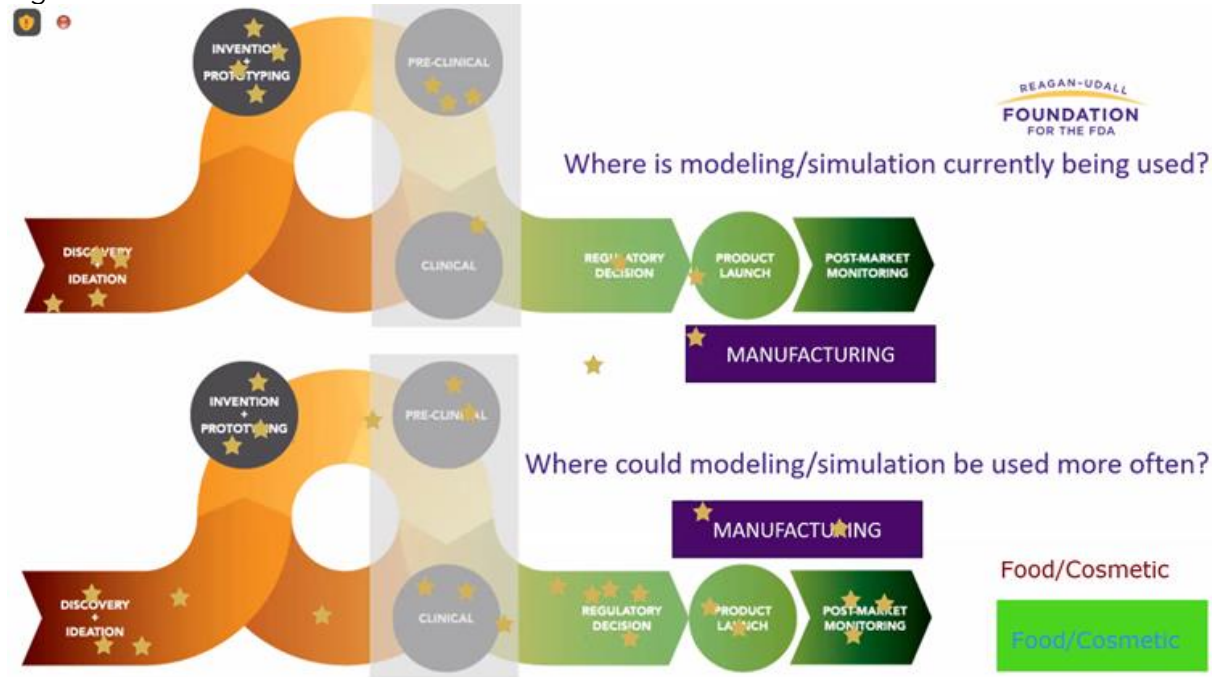 INVENTION
+
PROTOTYPING
PRE-CLINICAL
REAGAN-UDALL
FOUNDATION
FOR THE FDA
Where is modeling/simulation currently being used?
DISCOVERY
+
IDEATION
CLINICAL
REGULATORY
DECISION
PRODUCT
LAUNCH
POST-MARKET
MONITORING
MANUFACTURING
INVENTION
+
PROTOTYPING
PRE-CLINICAL
Where could modeling/simulation be used more often?
MANUFACTURING
Food/Cosmetic
DISCOVERY
+
IDEATION
CLINICAL
REGULATORY
DECISION
PRODUCT
LAUNCH
POST-MARKET
MONITORING
Food/Cosmetic